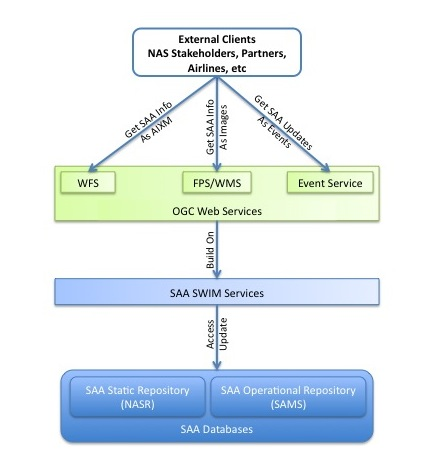 External Clients
NAS Stakeholders, Partners,
Airlines, etc
Get SAA Info
As AIXM
Get SAA Info
As Images
Get SAA Updates
As Events
WFS
FPS/WMS
Event Service
OGC Web Services
Build On
SAA SWIM Services
Access
Update
SAA Static Repository
(NASR)
SAA Operational Repository
(SAMS)
SAA Databases